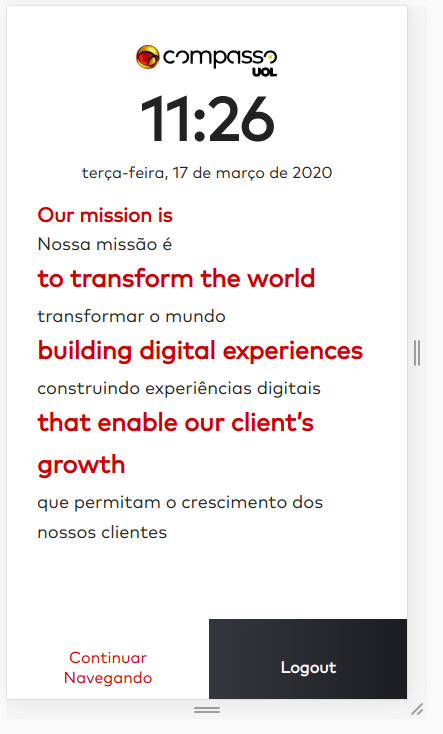 compasso
UOL
11:26
terça-feira, 17 de março de 2020
Our mission is
Nossa missão é
to transform the world
transformar o mundo
building digital experiences
construindo experiências digitais
that enable our client’s
growth
que permitam o crescimento dos
nossos clientes
Continuar
Navegando
Logout